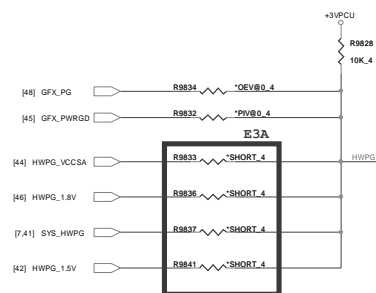 +3VPCU
R9828
10K_4
[48] GFX_PG R9834 *OEV@0_4
[45] GFX_PWRGD R9832 *PIV@0_4
E3A
[44] HWPG_VCCSA R9833 *SHORT_4 HWPG
[46] HWPG_1.8V R9836 *SHORT_4
[7,41] SYS_HWPG R9837 *SHORT_4
[42] HWPG_1.5V R9841 *SHORT_4